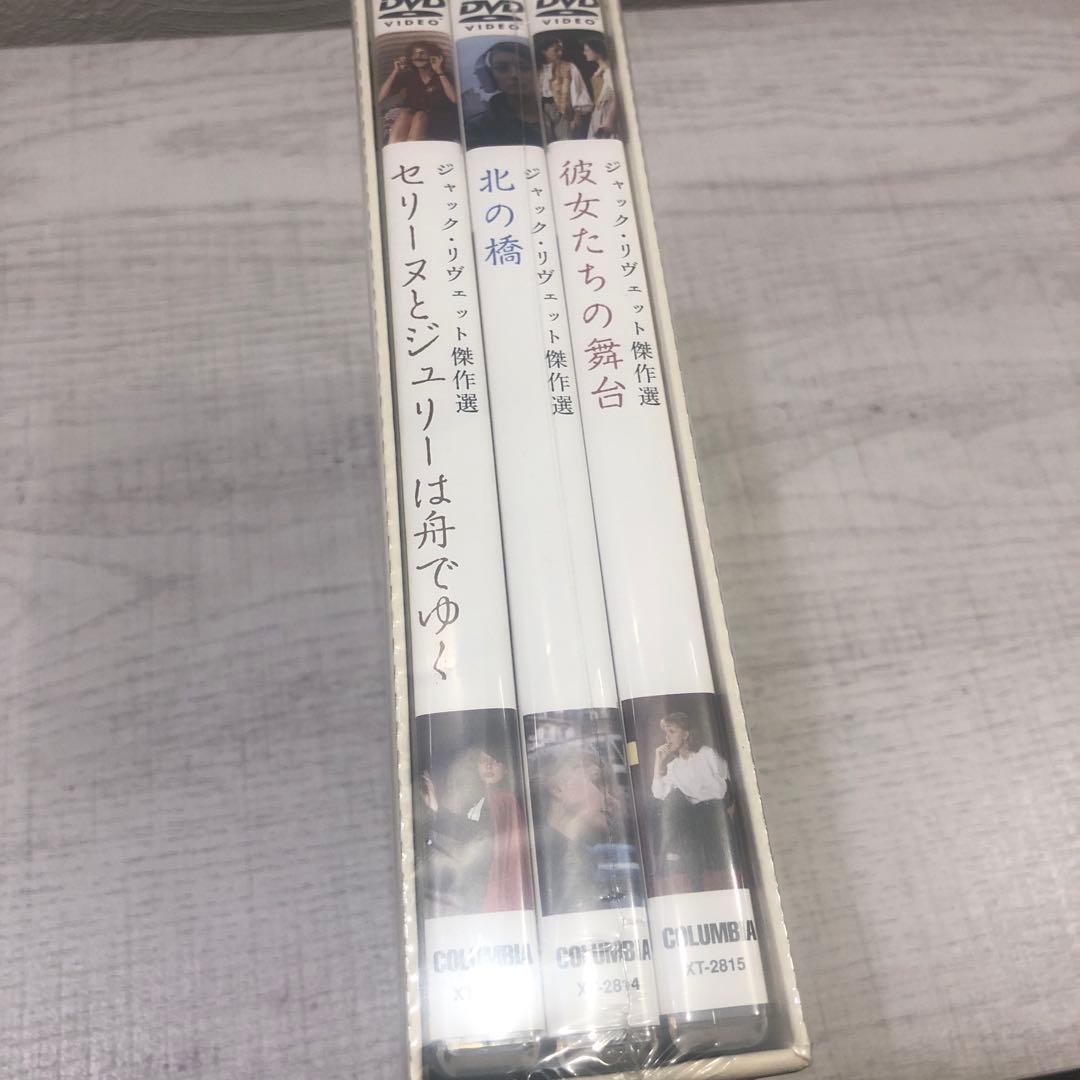 DVD
VIDEO
セリーヌとジュリーは舟でゆく
ジャック・リヴェット傑作選
COLUMBIA
DVD
VIDEO
北の橋
ジャック・リヴェット傑作選
COLUMBIA
XT-2814
DVD
VIDEO
彼女たちの舞台
ジャック・リヴェット傑作選
COLUMBIA
XT-2815